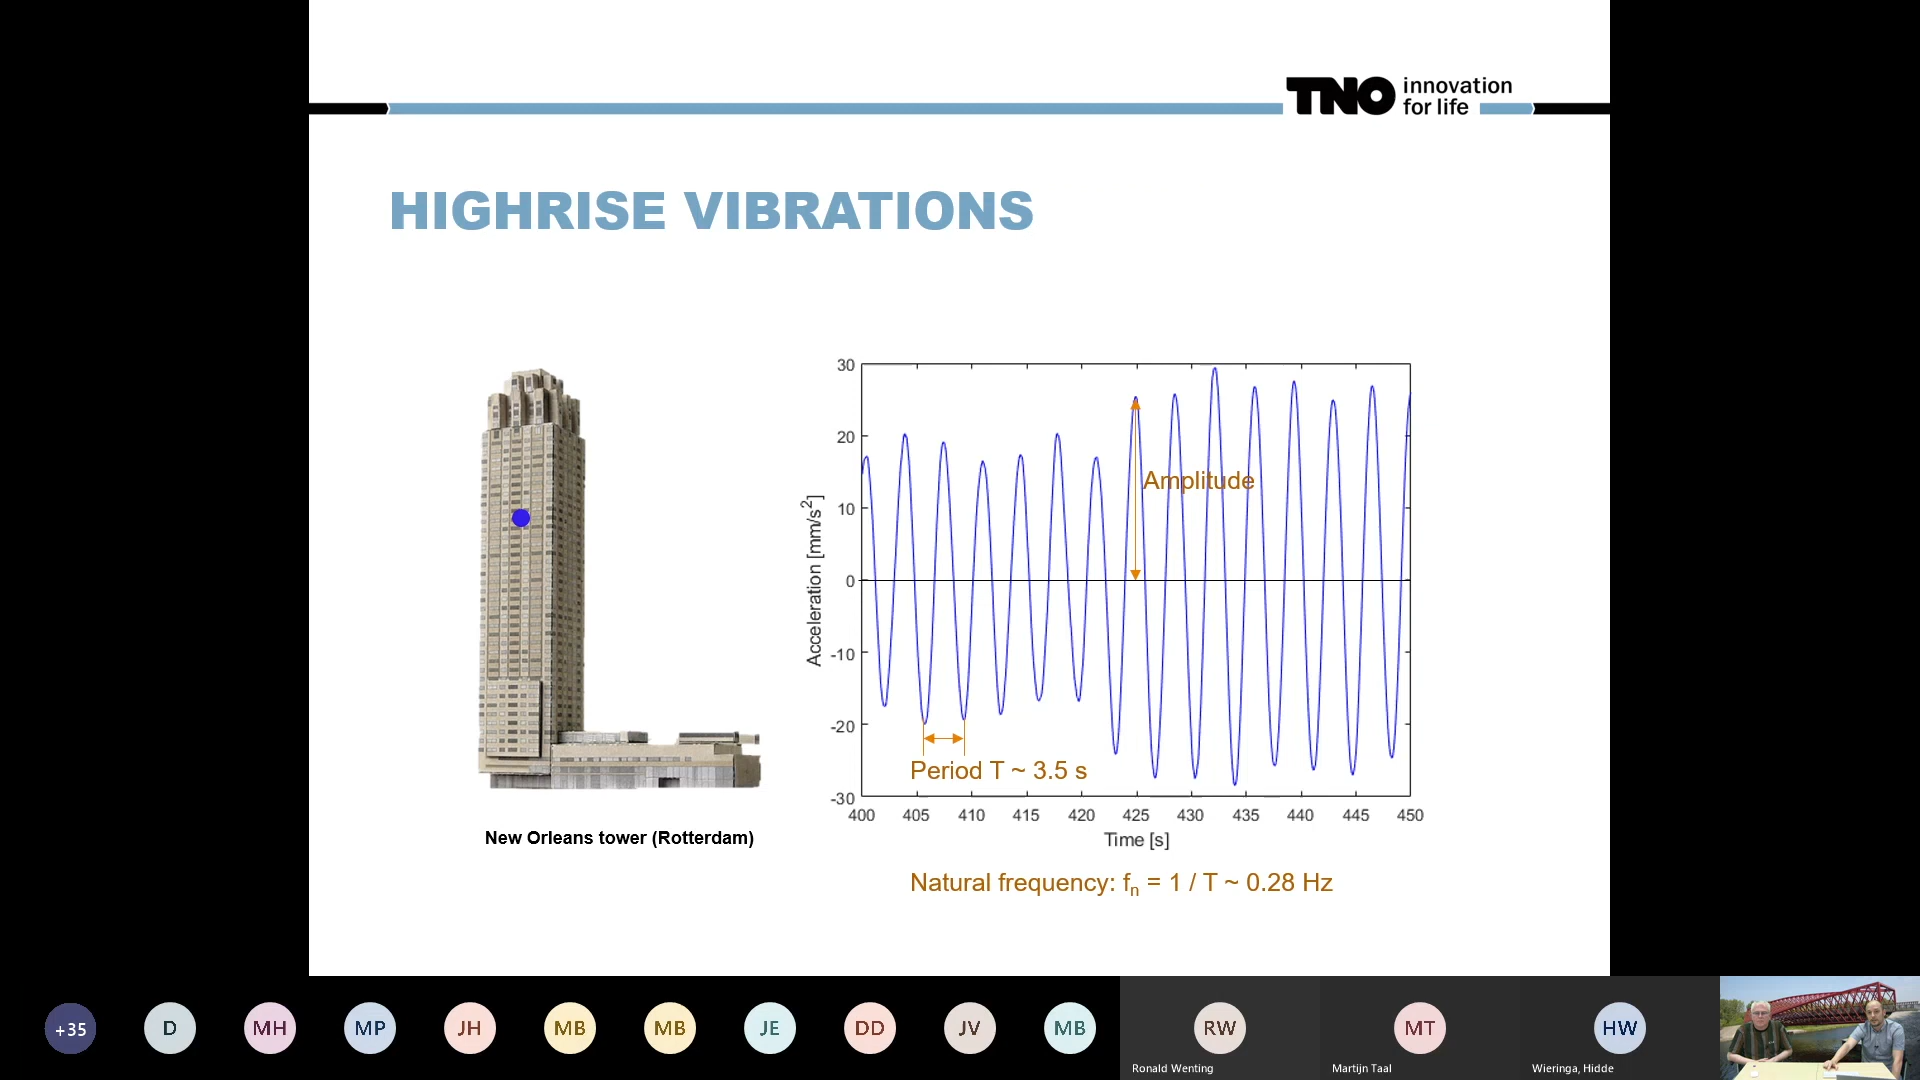 TNO innovation
for life
HIGHRISE VIBRATIONS
30
20
10
0
-10
-20
-30
Acceleration [mm/s2]
Amplitude
Period T ~ 3.5 s
400 405 410 415 420 425 430 435 440 445 450
Time [s]
New Orleans tower (Rotterdam)
Natural frequency: fn = 1 / T ~ 0.28 Hz
+35 D MH MP JH MB MB JE DD JV MB RW MT HW
Ronald Wenting Martijn Taal Wieringa, Hidde